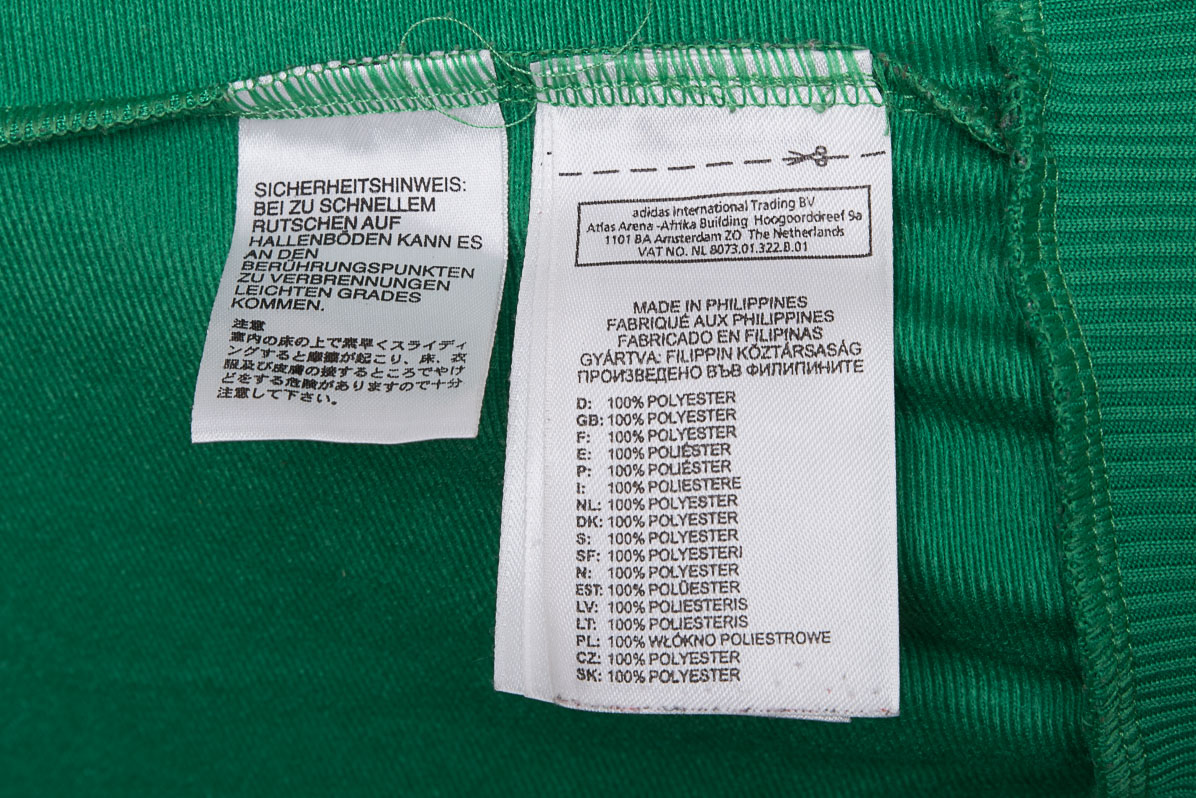 SICHERHEITSHINWEIS:
BEI ZU SCHNELLEM
RUTSCHEN AUF
HALLENBÖDEN KANN ES
AN DEN
BERÜHRUNGSPUNKTEN
ZU VERBRENNUNGEN
LEICHTEN GRADES
KOMMEN.
注意
室内の床の上で素早くスライディ
ングすると摩擦が起こり、床、衣
服及び皮膚の接するところでやけ
どをする危険がありますので十分
注意して下さい。
adidas International Trading BV
Atlas Arena -Afrika Building Hoogoorddreef 9a
1101 BA Amsterdam ZO The Netherlands
VAT NO. NL 8073.01.322.B.01
MADE IN PHILIPPINES
FABRIQUÉ AUX PHILIPPINES
FABRICADO EN FILIPINAS
GYÁRTVA: FILIPPIN KÖZTÁRSASÁG
ПРОИЗВЕДЕНО ВЪВ ФИЛИПИНИТЕ
D: 100% POLYESTER
GB: 100% POLYESTER
F: 100% POLYESTER
E: 100% POLIÉSTER
P: 100% POLIÉSTER
I: 100% POLIESTERE
NL: 100% POLYESTER
DK: 100% POLYESTER
S: 100% POLYESTER
SF: 100% POLYESTERI
N: 100% POLYESTER
EST: 100% POLÜESTER
LV: 100% POLIESTERIS
LT: 100% POLIESTERIS
PL: 100% WŁÓKNO POLIESTROWE
CZ: 100% POLYESTER
SK: 100% POLYESTER